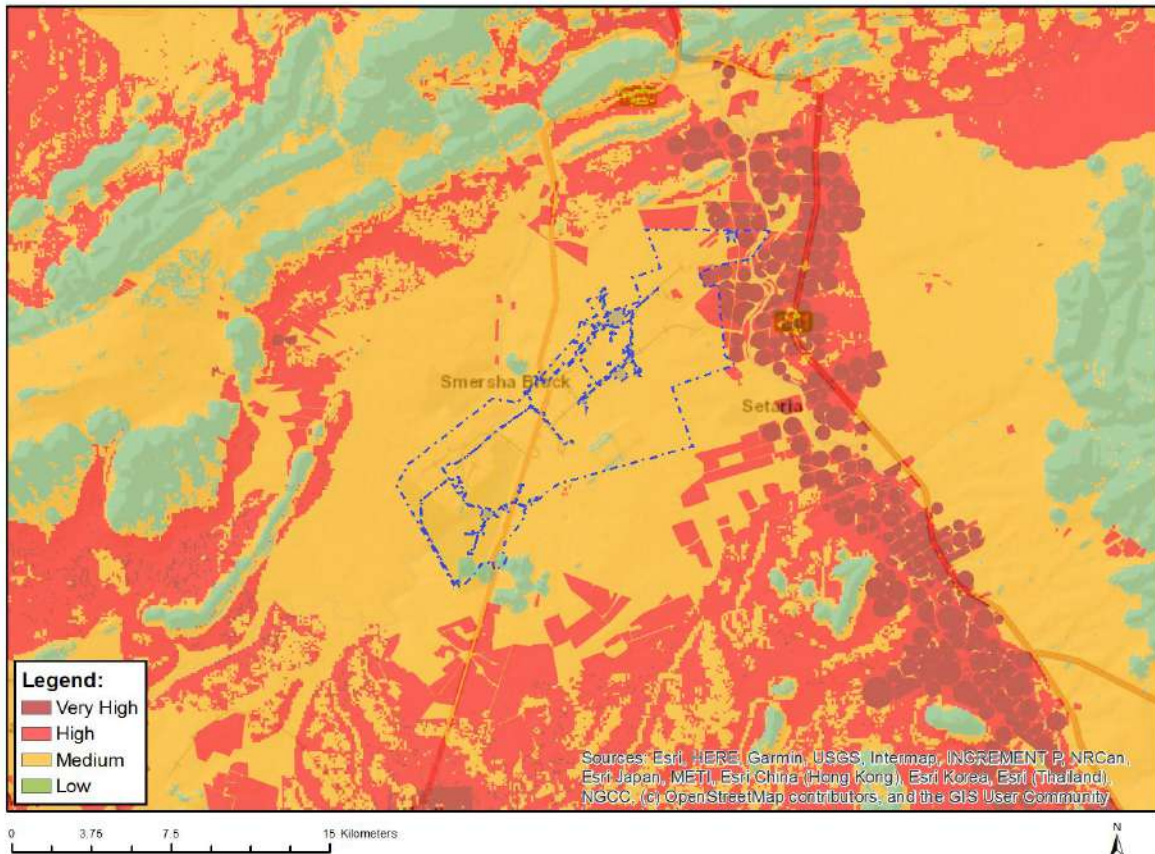 Smersha Block
Setaria
Legend:
Very High
High
Medium
Low
Sources: Esri, HERE, Garmin, USGS, Intermap, INCREMENT P, NRCan,
Esri Japan, METI, Esri China (Hong Kong), Esri Korea, Esri (Thailand),
NGCC, (c) OpenStreetMap contributors, and the GIS User Community
0 3.75 7.5 15 Kilometers
N